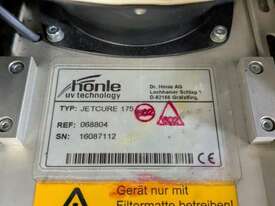 hönle
uv technology
Dr. Hönle AG
Lochhamer Schlag 1
D-82166 Gräfelfing
TYP: JETCURE 175
REF: 068804
SN: 16087112
CE
Gerät nur mit
Filtermatte betreiben!